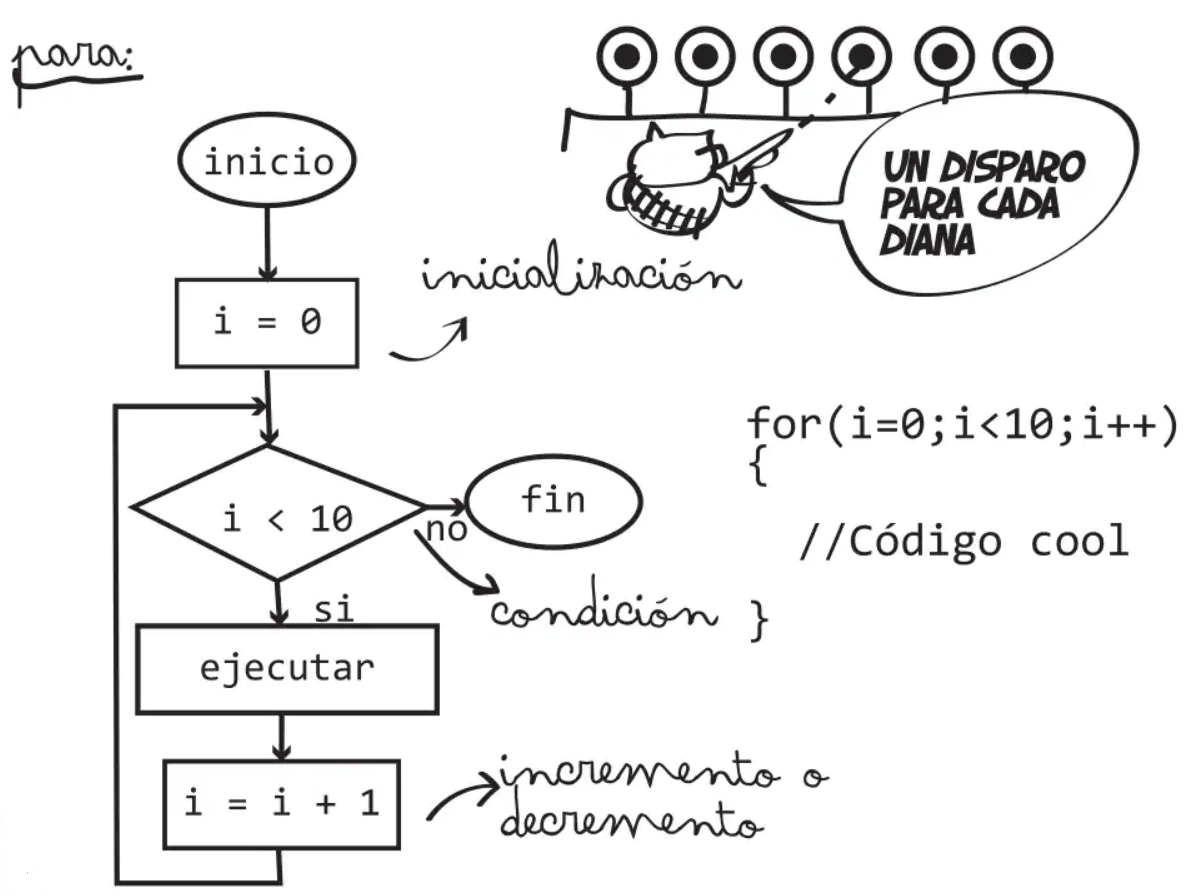 para:
UN DISPARO
PARA CADA
DIANA
inicio
inicialización
i = 0
for(i=0;i<10;i++)
{
//Código cool
}
i < 10
no
fin
condición
si
ejecutar
i = i + 1
incremento o
decremento